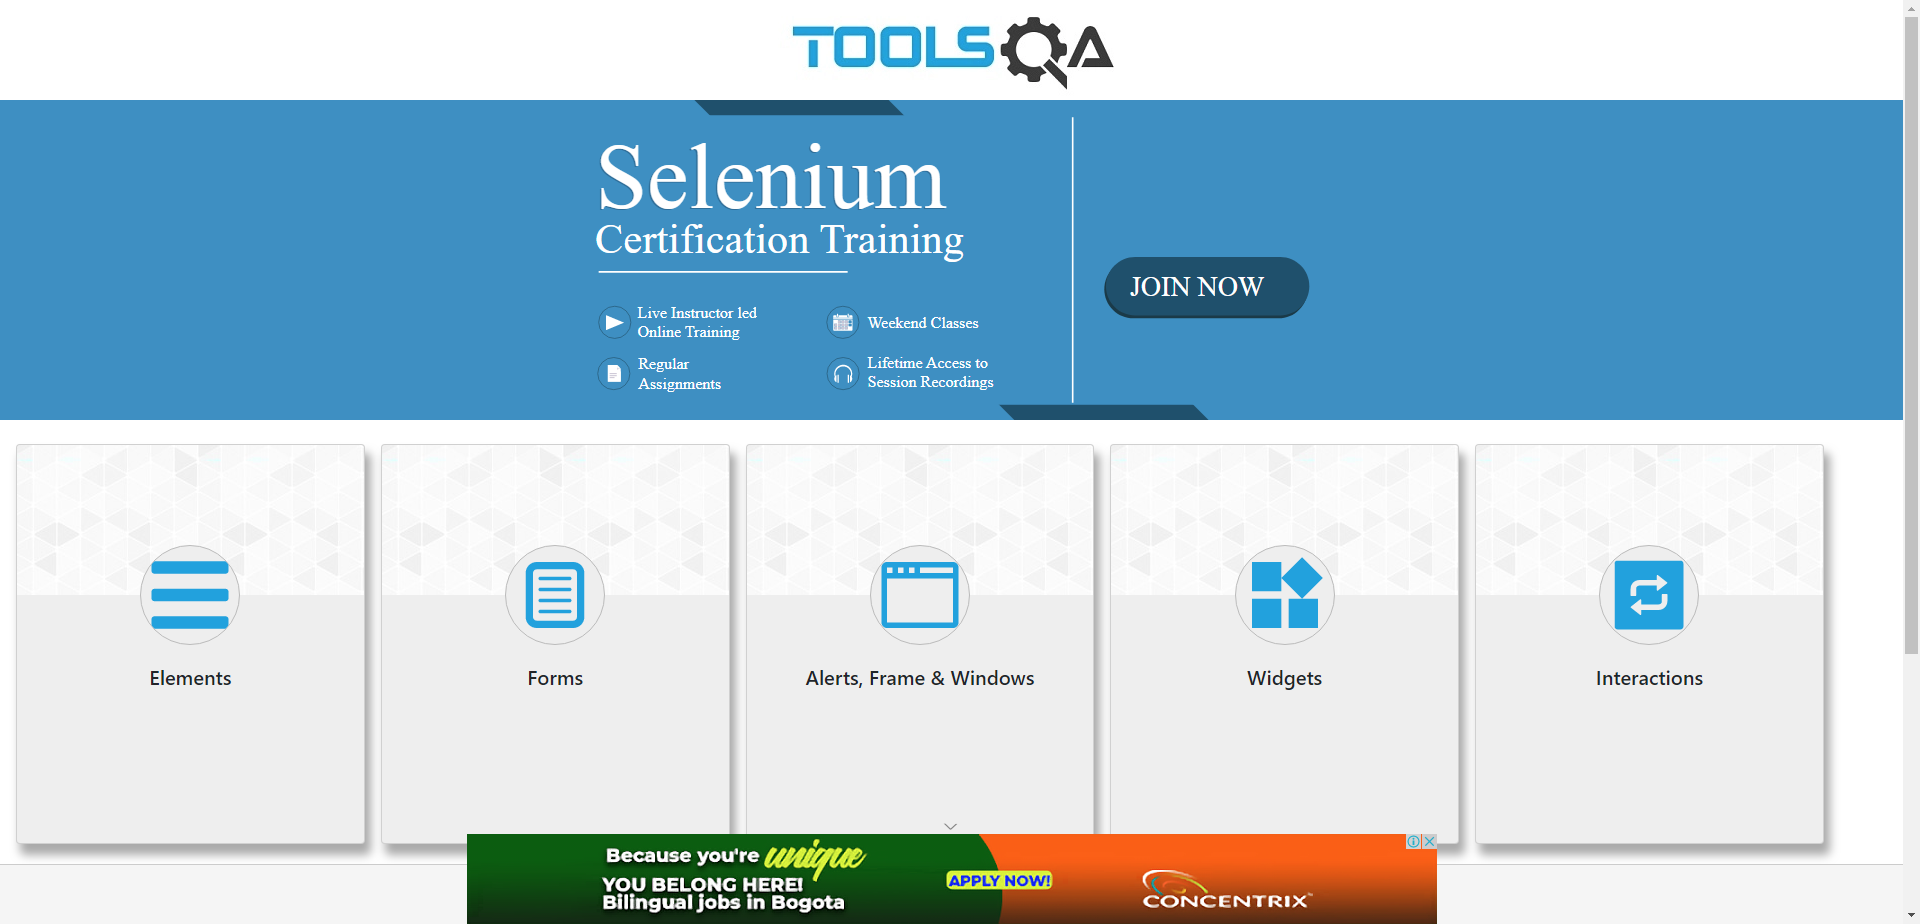 TOOLSQA
Selenium
Certification Training
Live Instructor led
Online Training
Weekend Classes
Regular
Assignments
Lifetime Access to
Session Recordings
JOIN NOW
Elements
Forms
Alerts, Frame & Windows
Widgets
Interactions
Because you're unique
YOU BELONG HERE!
Bilingual jobs in Bogota
APPLY NOW!
CONCENTRIX™